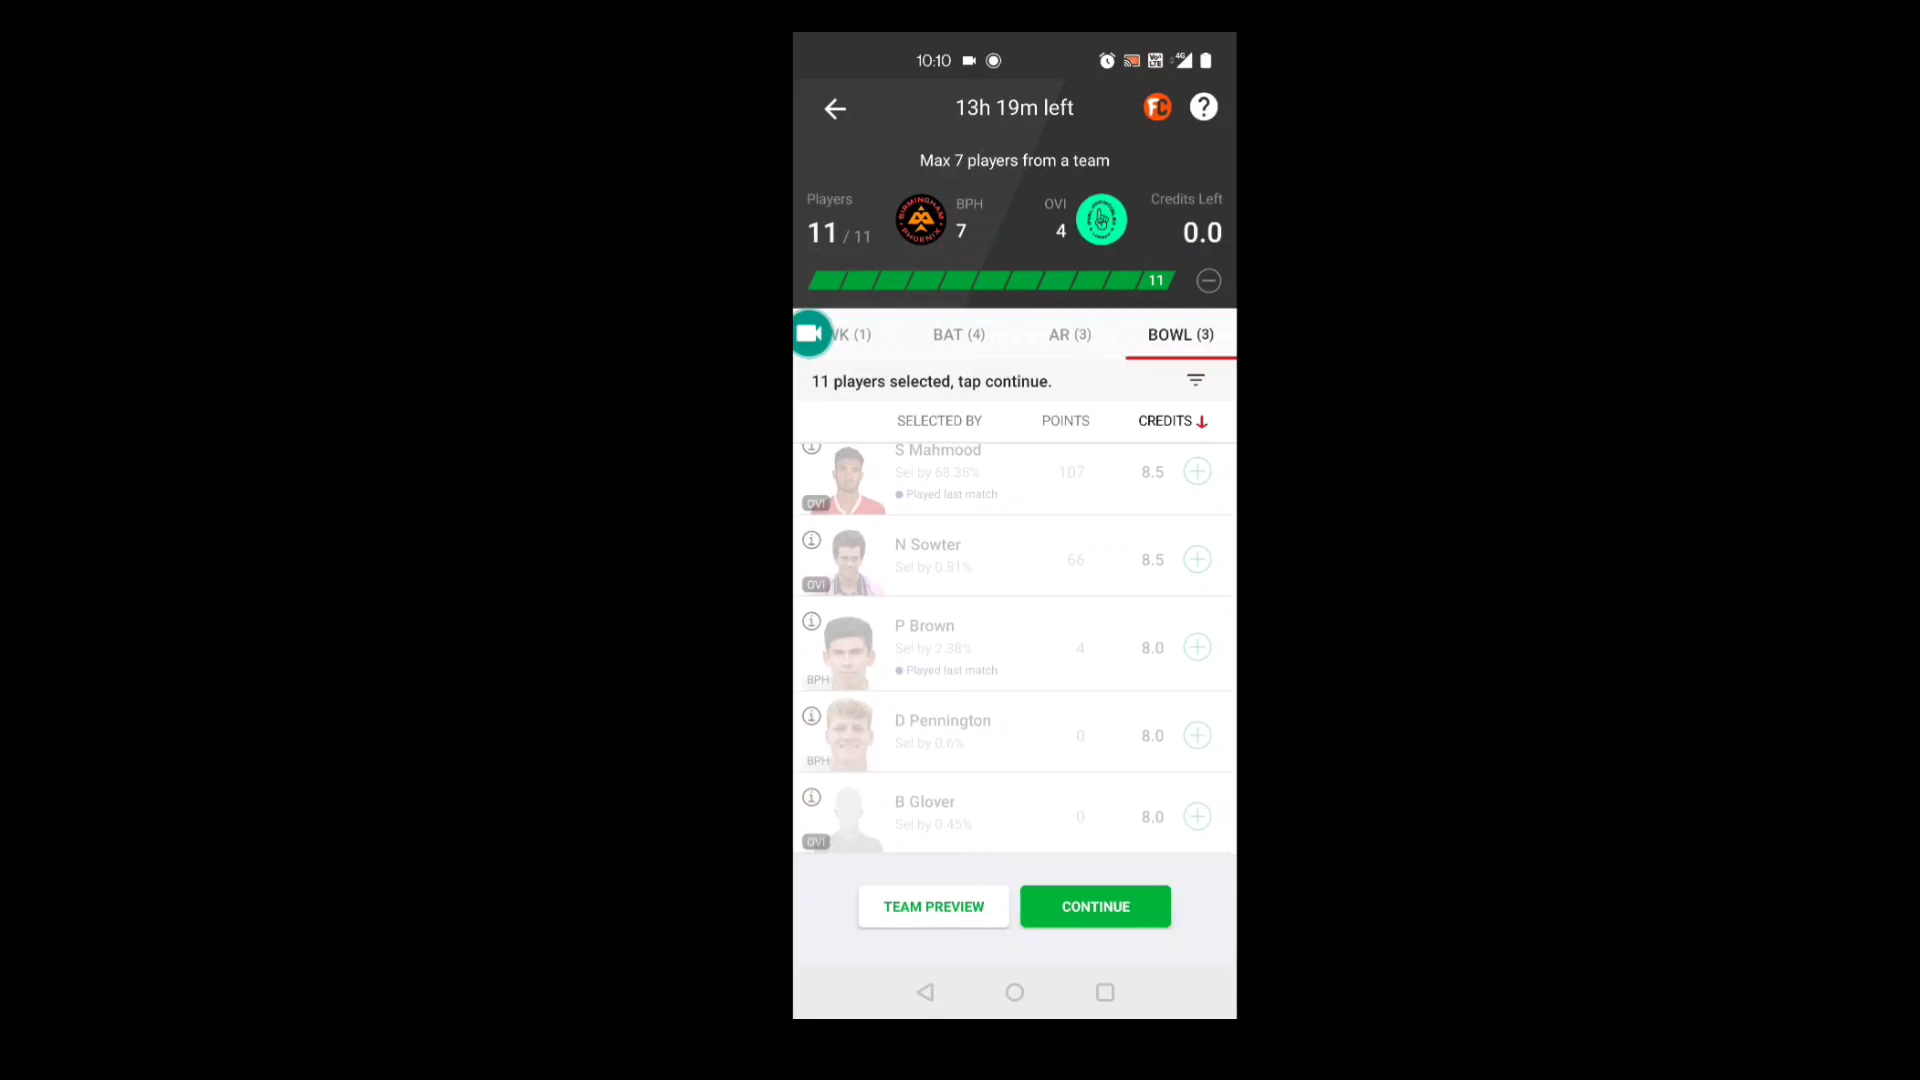 10:10
4G
13h 19m left
FC
?
Max 7 players from a team
Players
11 / 11
BIRMINGHAM PHOENIX
BPH
7
OVI
4
Credits Left
0.0
11
WK (1)
BAT (4)
AR (3)
BOWL (3)
11 players selected, tap continue.
SELECTED BY
POINTS
CREDITS
S Mahmood
Sel by 68.38%
Played last match
107
8.5
OVI
N Sowter
Sel by 0.81%
66
8.5
OVI
P Brown
Sel by 2.38%
Played last match
4
8.0
BPH
D Pennington
Sel by 0.6%
0
8.0
BPH
B Glover
Sel by 0.45%
0
8.0
OVI
TEAM PREVIEW
CONTINUE